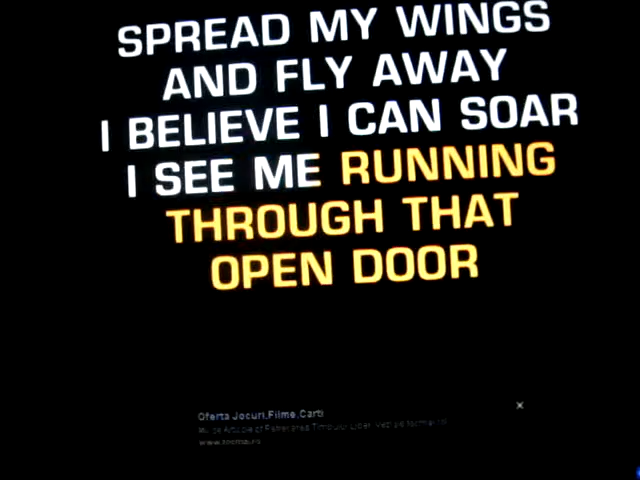 SPREAD MY WINGS
AND FLY AWAY
I BELIEVE I CAN SOAR
I SEE ME RUNNING
THROUGH THAT
OPEN DOOR
Oferta Jocuri,Filme,Carti